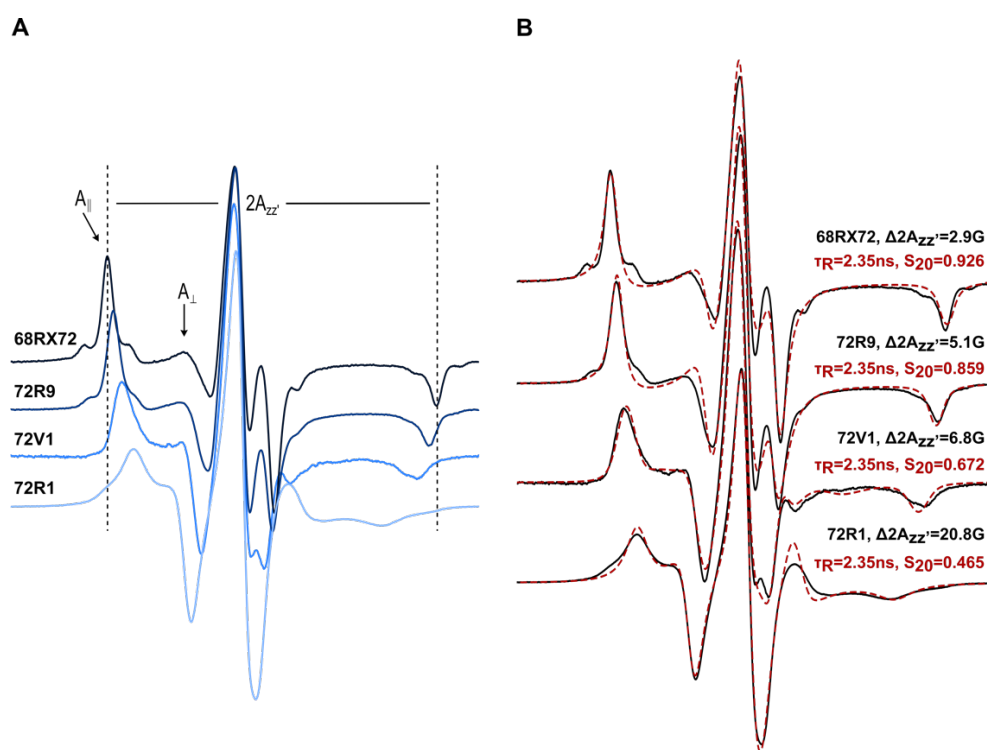 A
A∥
2Azz'
A⊥
68RX72
72R9
72V1
72R1
B
68RX72, Δ2Azz'=2.9G
τR=2.35ns, S20=0.926
72R9, Δ2Azz'=5.1G
τR=2.35ns, S20=0.859
72V1, Δ2Azz'=6.8G
τR=2.35ns, S20=0.672
72R1, Δ2Azz'=20.8G
τR=2.35ns, S20=0.465